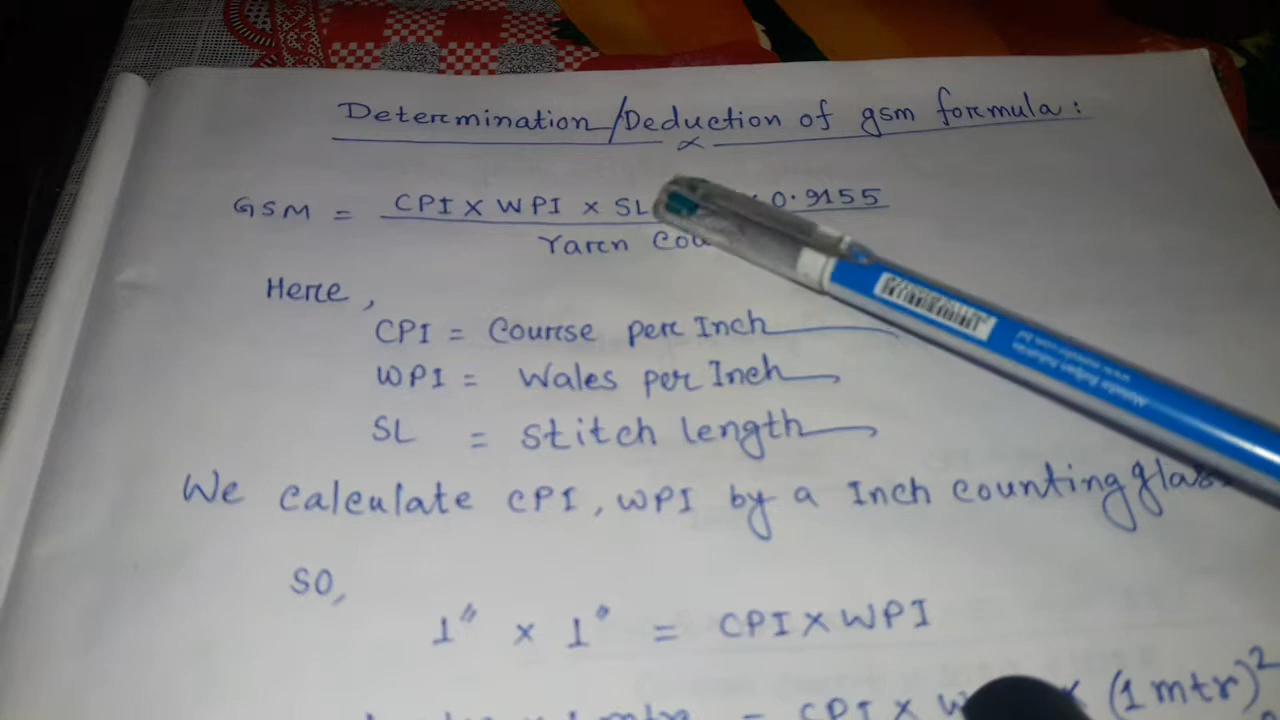 Determination/Deduction of gsm formula:
GSM = CPI X WPI x SL 0.9155
Yarn
Here,
CPI = Course per Inch
WPI = Wales per Inch
SL = Stitch length
We calculate CPI, WPI by a Inch counting
so,
1" x 1" = CPI X WPI
= CPI X x (1 mtr)²